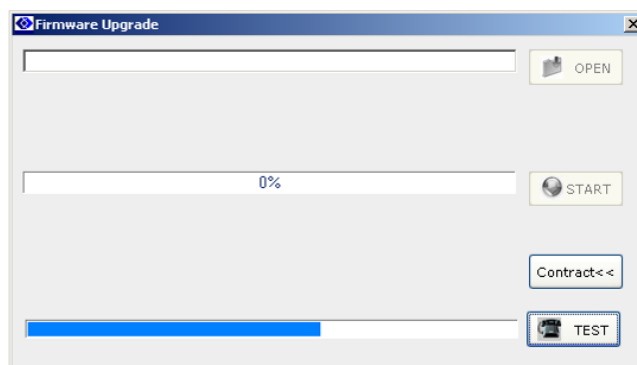 Firmware Upgrade
OPEN
0%
START
Contract<<
TEST